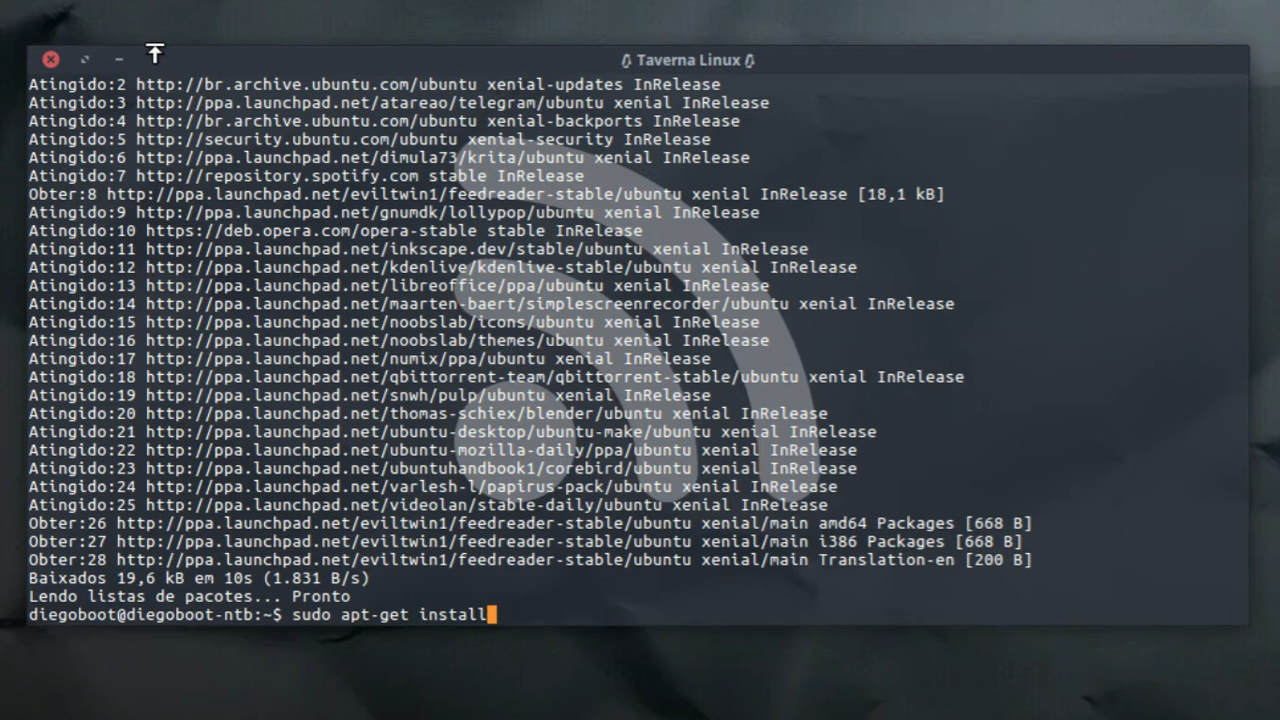 Taverna Linux
Atingido:2 http://br.archive.ubuntu.com/ubuntu xenial-updates InRelease
Atingido:3 http://ppa.launchpad.net/atareao/telegram/ubuntu xenial InRelease
Atingido:4 http://br.archive.ubuntu.com/ubuntu xenial-backports InRelease
Atingido:5 http://security.ubuntu.com/ubuntu xenial-security InRelease
Atingido:6 http://ppa.launchpad.net/dimula73/krita/ubuntu xenial InRelease
Atingido:7 http://repository.spotify.com stable InRelease
Obter:8 http://ppa.launchpad.net/eviltwin1/feedreader-stable/ubuntu xenial InRelease [18,1 kB]
Atingido:9 http://ppa.launchpad.net/gnumdk/lollypop/ubuntu xenial InRelease
Atingido:10 https://deb.opera.com/opera-stable stable InRelease
Atingido:11 http://ppa.launchpad.net/inkscape.dev/stable/ubuntu xenial InRelease
Atingido:12 http://ppa.launchpad.net/kdenlive/kdenlive-stable/ubuntu xenial InRelease
Atingido:13 http://ppa.launchpad.net/libreoffice/ppa/ubuntu xenial InRelease
Atingido:14 http://ppa.launchpad.net/maarten-baert/simplescreenrecorder/ubuntu xenial InRelease
Atingido:15 http://ppa.launchpad.net/noobslab/icons/ubuntu xenial InRelease
Atingido:16 http://ppa.launchpad.net/noobslab/themes/ubuntu xenial InRelease
Atingido:17 http://ppa.launchpad.net/numix/ppa/ubuntu xenial InRelease
Atingido:18 http://ppa.launchpad.net/qbittorrent-team/qbittorrent-stable/ubuntu xenial InRelease
Atingido:19 http://ppa.launchpad.net/snwh/pulp/ubuntu xenial InRelease
Atingido:20 http://ppa.launchpad.net/thomas-schiex/blender/ubuntu xenial InRelease
Atingido:21 http://ppa.launchpad.net/ubuntu-desktop/ubuntu-make/ubuntu xenial InRelease
Atingido:22 http://ppa.launchpad.net/ubuntu-mozilla-daily/ppa/ubuntu xenial InRelease
Atingido:23 http://ppa.launchpad.net/ubuntuhandbook1/corebird/ubuntu xenial InRelease
Atingido:24 http://ppa.launchpad.net/varlesh-l/papirus-pack/ubuntu xenial InRelease
Atingido:25 http://ppa.launchpad.net/videolan/stable-daily/ubuntu xenial InRelease
Obter:26 http://ppa.launchpad.net/eviltwin1/feedreader-stable/ubuntu xenial/main amd64 Packages [668 B]
Obter:27 http://ppa.launchpad.net/eviltwin1/feedreader-stable/ubuntu xenial/main i386 Packages [668 B]
Obter:28 http://ppa.launchpad.net/eviltwin1/feedreader-stable/ubuntu xenial/main Translation-en [200 B]
Baixados 19,6 kB em 10s (1.831 B/s)
Lendo listas de pacotes... Pronto
diegoboot@diegoboot-ntb:~$ sudo apt-get install